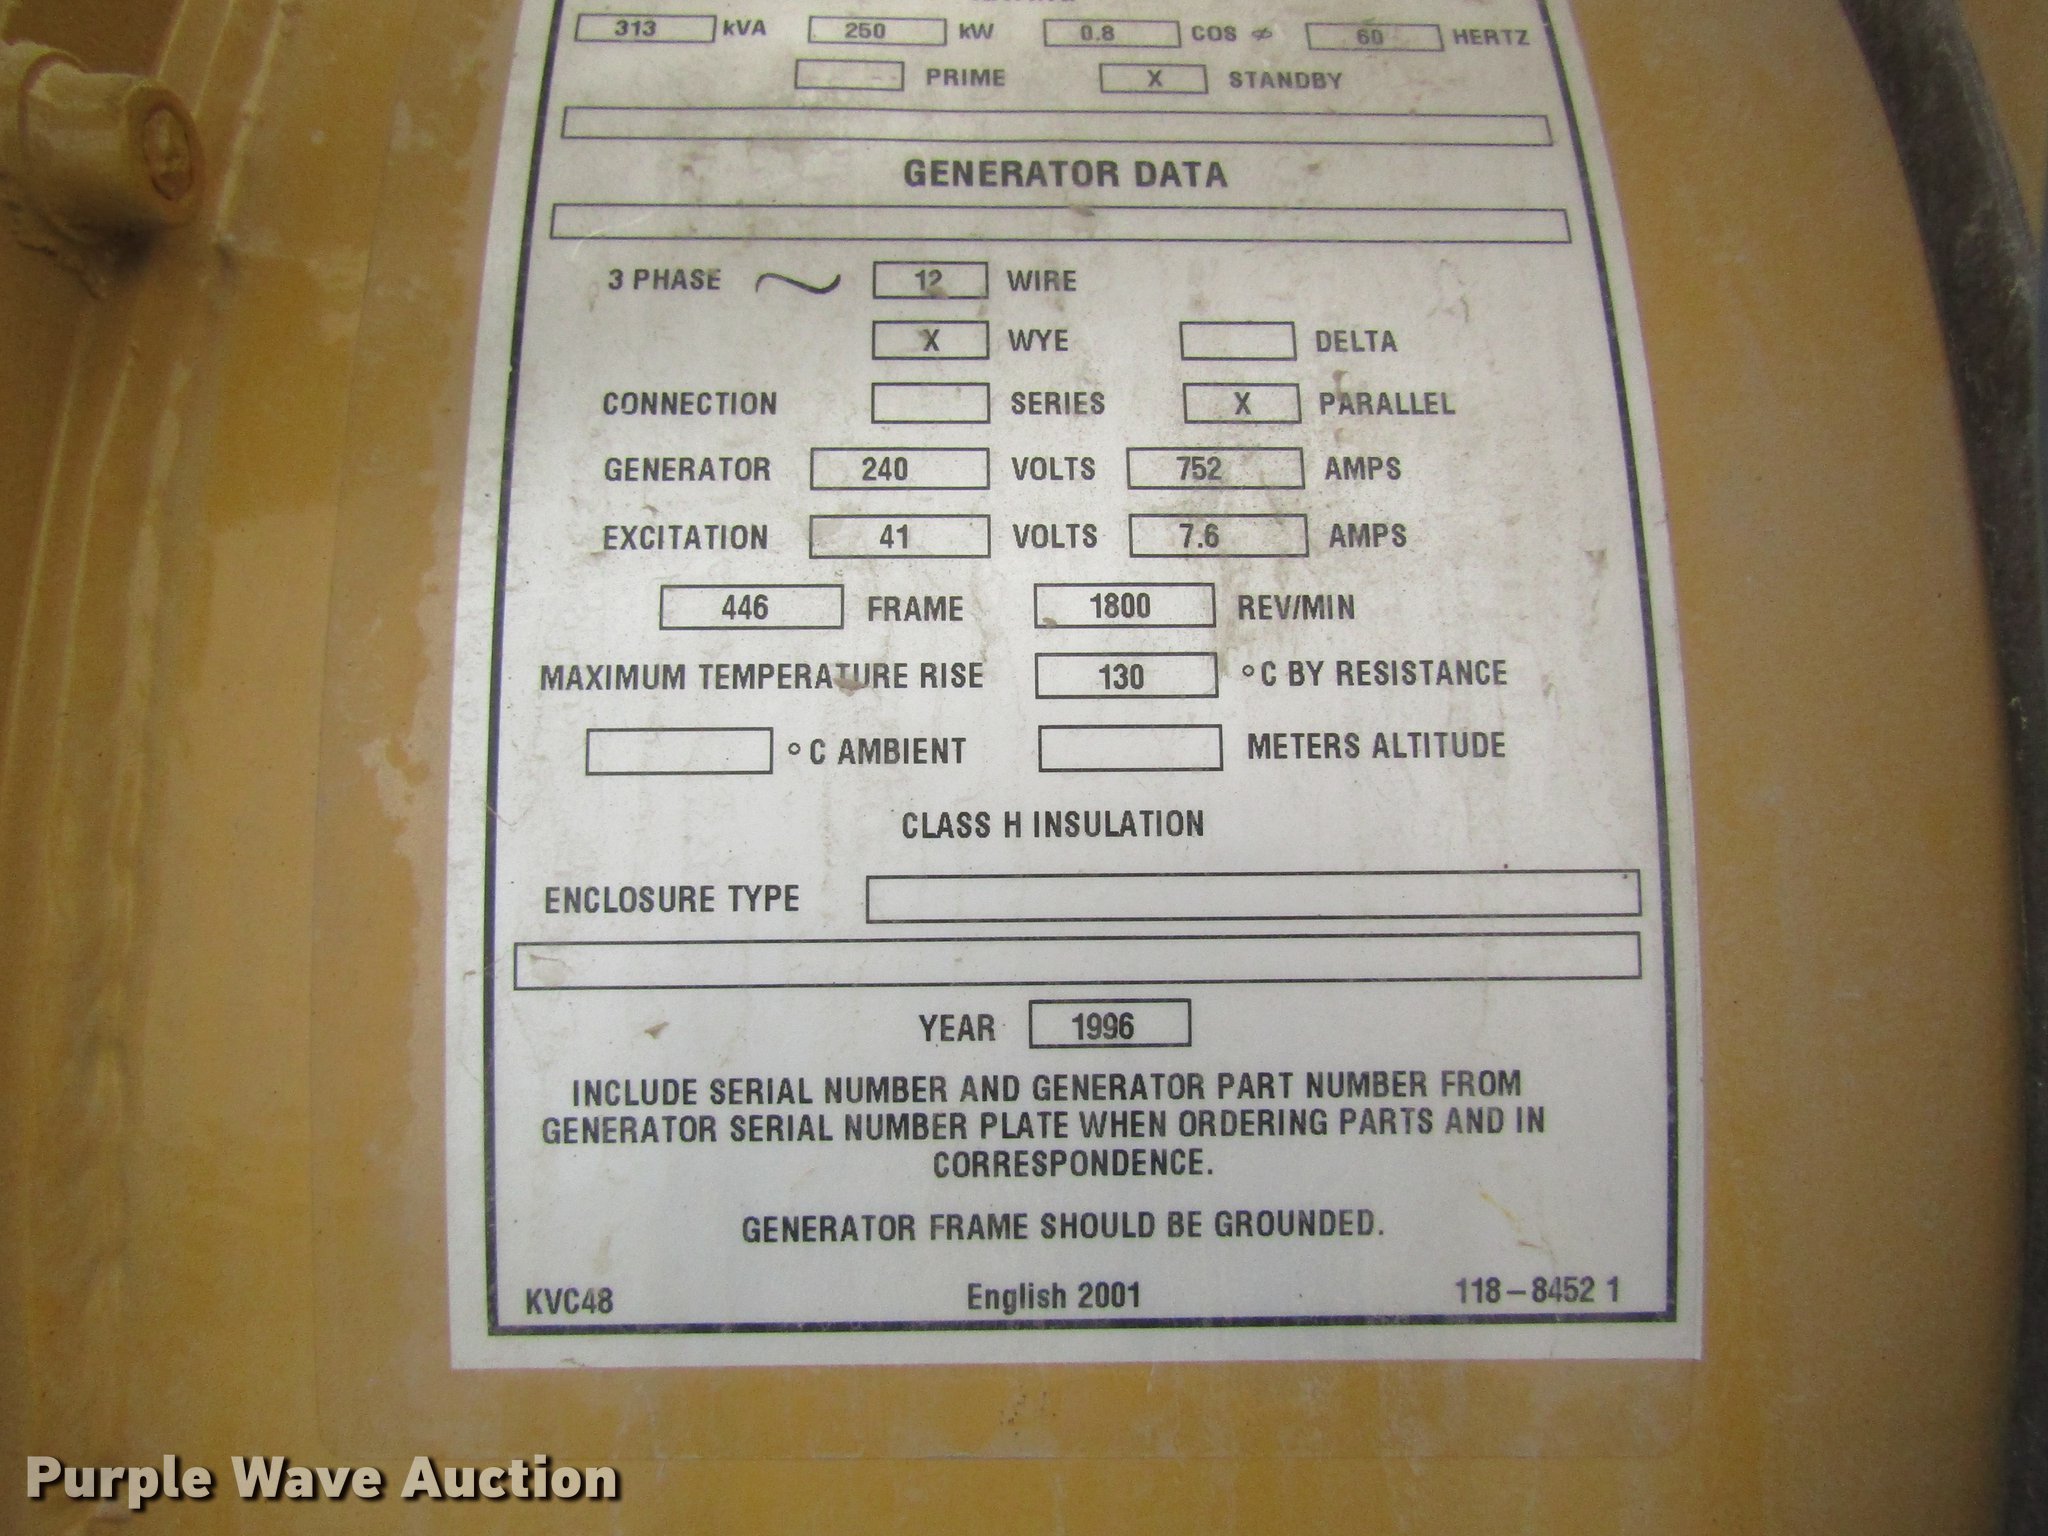 313 kVA 250 kW 0.8 COS ø 60 HERTZ
PRIME X STANDBY
GENERATOR DATA
3 PHASE ~ 12 WIRE
X WYE DELTA
CONNECTION SERIES X PARALLEL
GENERATOR 240 VOLTS 752 AMPS
EXCITATION 41 VOLTS 7.6 AMPS
446 FRAME 1800 REV/MIN
MAXIMUM TEMPERATURE RISE 130 °C BY RESISTANCE
°C AMBIENT METERS ALTITUDE
CLASS H INSULATION
ENCLOSURE TYPE
YEAR 1996
INCLUDE SERIAL NUMBER AND GENERATOR PART NUMBER FROM
GENERATOR SERIAL NUMBER PLATE WHEN ORDERING PARTS AND IN
CORRESPONDENCE.
GENERATOR FRAME SHOULD BE GROUNDED.
KVC48 English 2001 118-8452 1
Purple Wave Auction